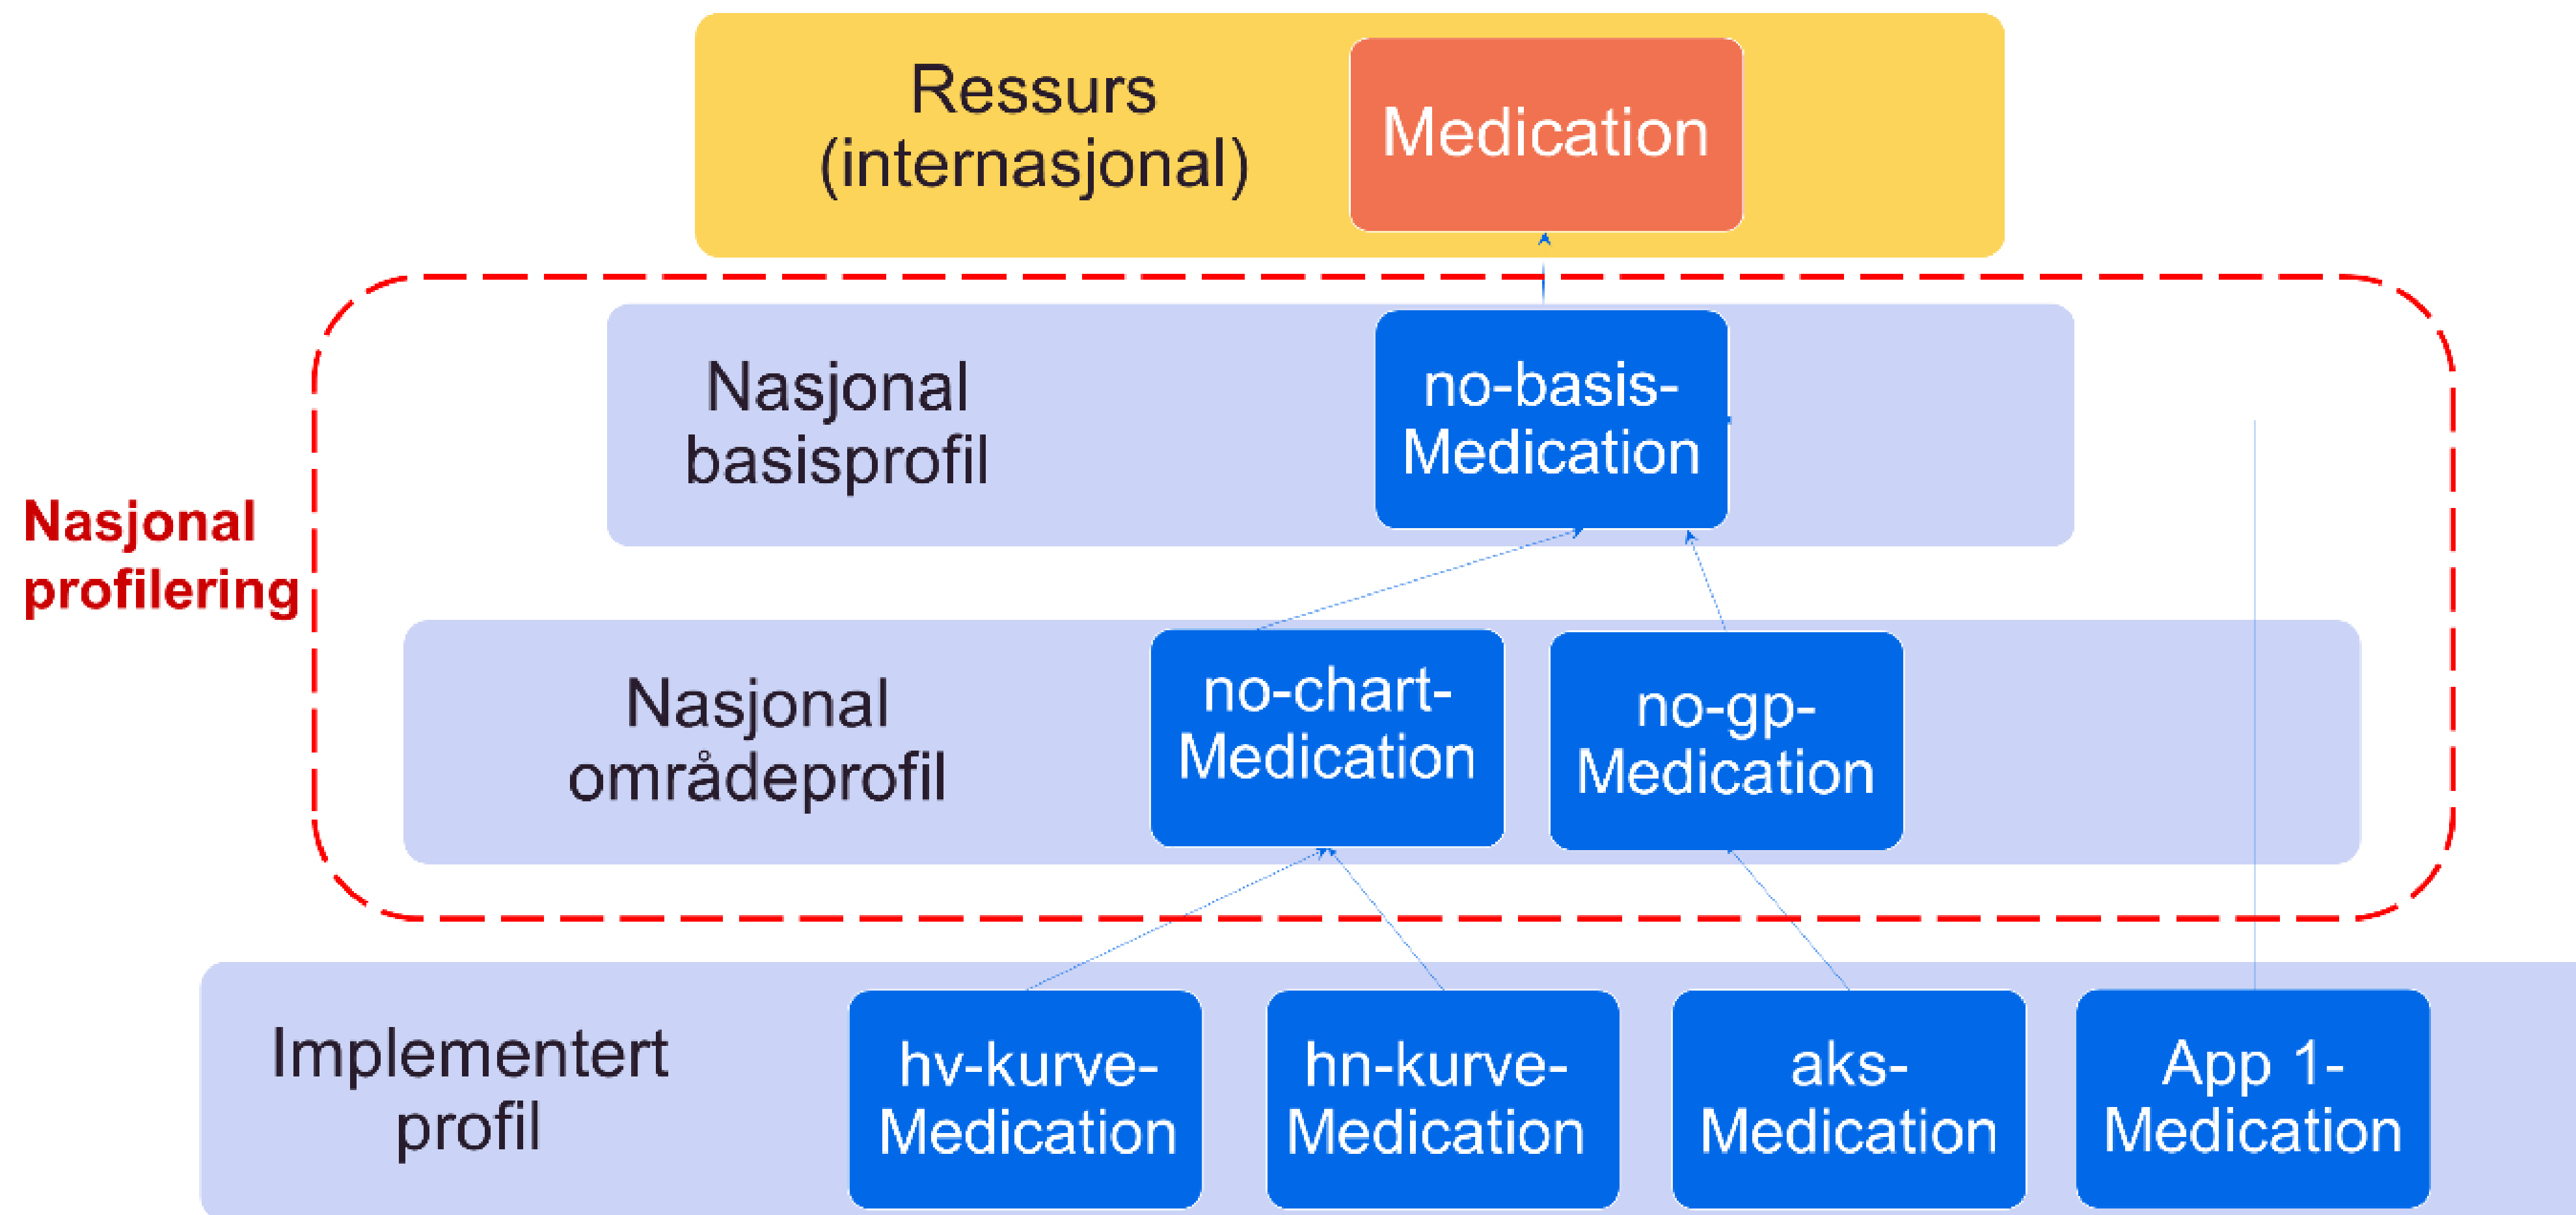 Ressurs
(internasjonal)
Medication
Nasjonal
basisprofil
no-basis-
Medication
Nasjonal
profilering
Nasjonal
områdeprofil
no-chart-
Medication
no-gp-
Medication
Implementert
profil
hv-kurve-
Medication
hn-kurve-
Medication
aks-
Medication
App 1-
Medication